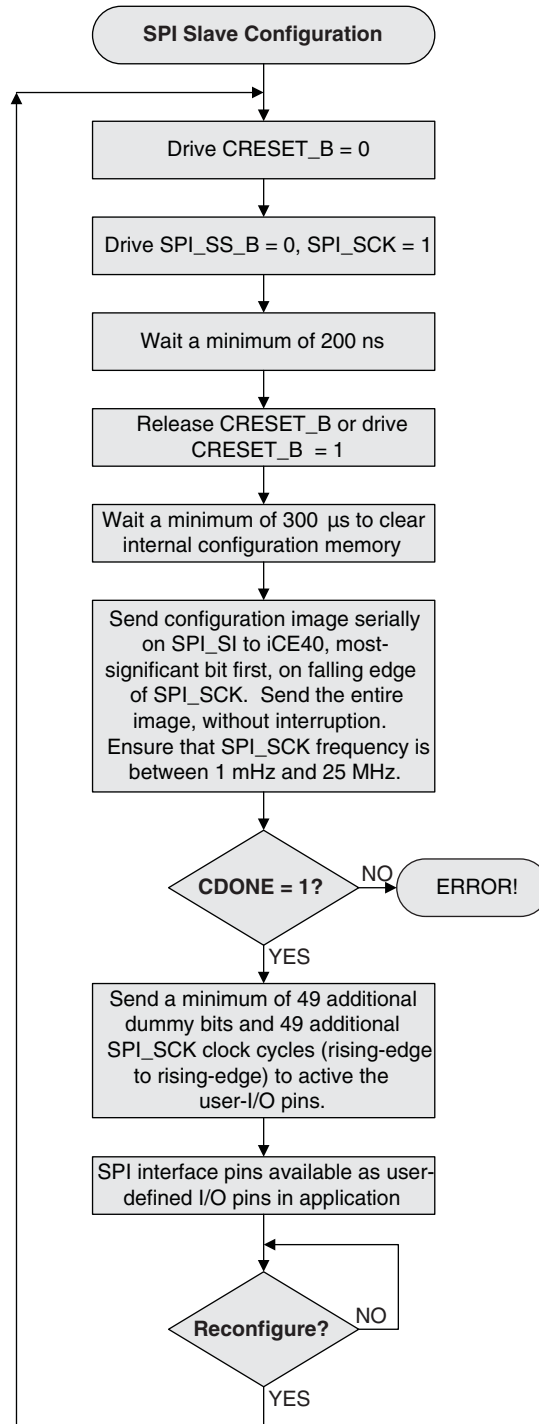 SPI Slave Configuration
Drive CRESET_B = 0
Drive SPI_SS_B = 0, SPI_SCK = 1
Wait a minimum of 200 ns
Release CRESET_B or drive
CRESET_B = 1
Wait a minimum of 300 µs to clear
internal configuration memory
Send configuration image serially
on SPI_SI to iCE40, most-
significant bit first, on falling edge
of SPI_SCK. Send the entire
image, without interruption.
Ensure that SPI_SCK frequency is
between 1 mHz and 25 MHz.
CDONE = 1?
NO
ERROR!
YES
Send a minimum of 49 additional
dummy bits and 49 additional
SPI_SCK clock cycles (rising-edge
to rising-edge) to active the
user-I/O pins.
SPI interface pins available as user-
defined I/O pins in application
Reconfigure?
NO
YES